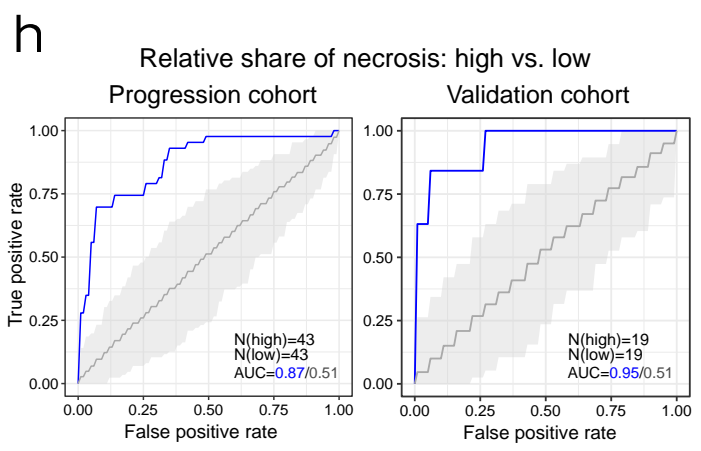 h
Relative share of necrosis: high vs. low
Progression cohort
Validation cohort
True positive rate
1.00
0.75
0.50
0.25
0.00
N(high)=43
N(low)=43
AUC=0.87/0.51
0.00 0.25 0.50 0.75 1.00
False positive rate
1.00
0.75
0.50
0.25
0.00
N(high)=19
N(low)=19
AUC=0.95/0.51
0.00 0.25 0.50 0.75 1.00
False positive rate